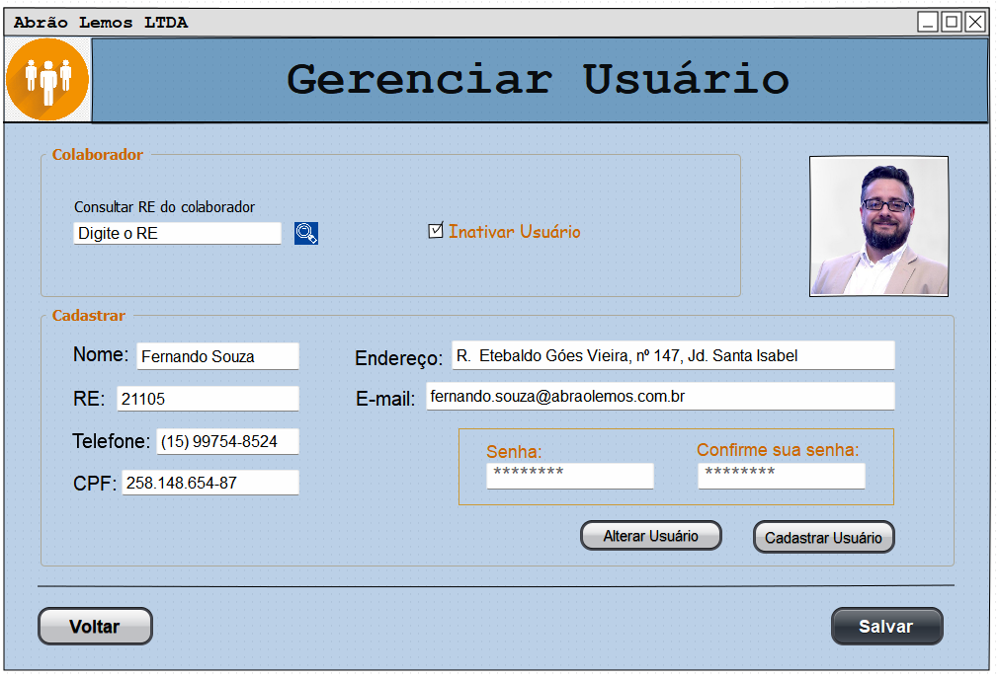 Abrão Lemos LTDA
Gerenciar Usuário
Colaborador
Consultar RE do colaborador
Digite o RE
Inativar Usuário
Cadastrar
Nome: Fernando Souza
Endereço: R. Etebaldo Góes Vieira, nº 147, Jd. Santa Isabel
RE: 21105
E-mail: fernando.souza@abraolemos.com.br
Telefone: (15) 99754-8524
CPF: 258.148.654-87
Senha: Confirme sua senha:
******** ********
Alterar Usuário Cadastrar Usuário
Voltar Salvar